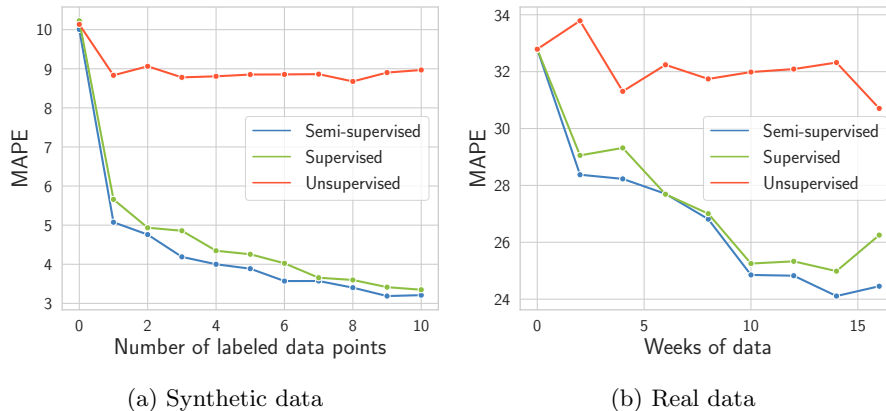 10
9
8
7
6
5
4
3
MAPE
Semi-supervised
Supervised
Unsupervised
0 2 4 6 8 10
Number of labeled data points
(a) Synthetic data
34
32
30
28
26
24
MAPE
Semi-supervised
Supervised
Unsupervised
0 5 10 15
Weeks of data
(b) Real data